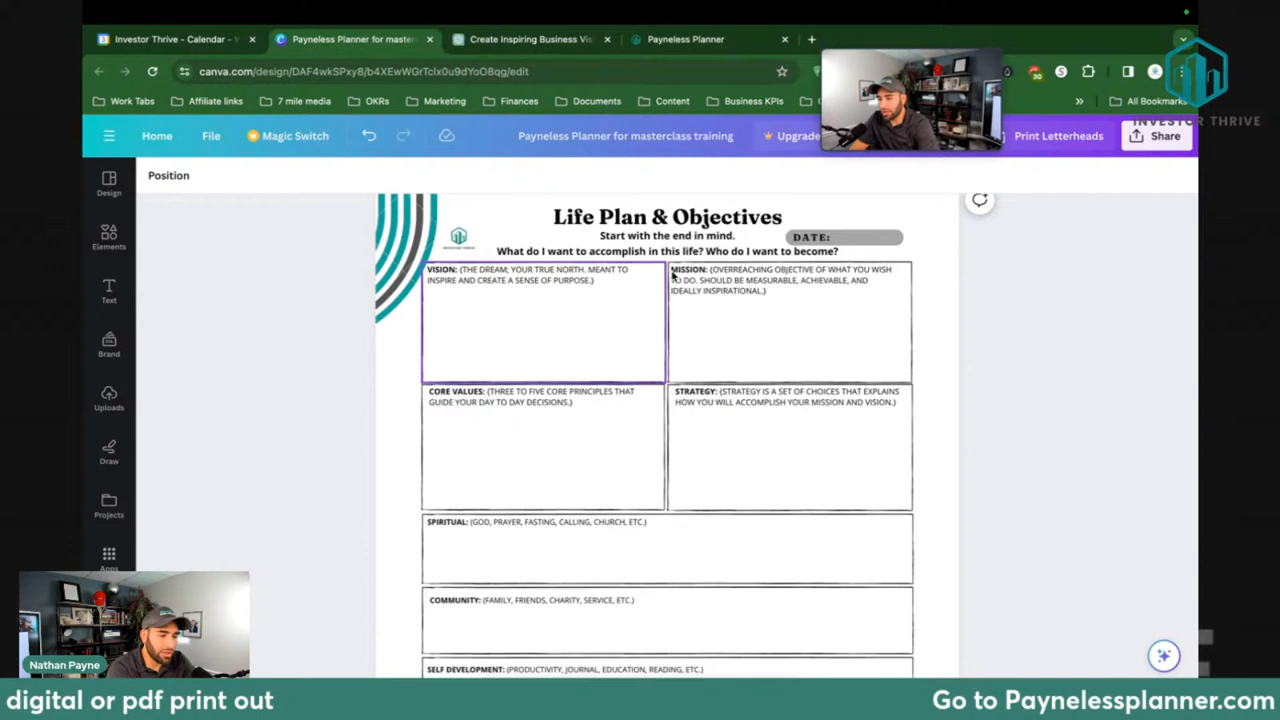 Investor Thrive - Calendar -
Payneless Planner for master
Create Inspiring Business Vis
Payneless Planner
canva.com/design/DAF4wkSPxy8/b4XEwWGrTcIx0u9dYoO8qg/edit
Work Tabs
Affiliate links
7 mile media
OKRs
Marketing
Finances
Documents
Content
Business KPIs
All Bookmarks
INVESTOR THRIVE
Home
File
Magic Switch
Payneless Planner for masterclass training
Upgrade
Print Letterheads
Share
Position
Design
Elements
Text
Brand
Uploads
Draw
Projects
Apps
Life Plan & Objectives
Start with the end in mind.
DATE:
What do I want to accomplish in this life? Who do I want to become?
INVESTOR THRIVE
VISION: {THE DREAM; YOUR TRUE NORTH. MEANT TO
INSPIRE AND CREATE A SENSE OF PURPOSE.}
MISSION: {OVERREACHING OBJECTIVE OF WHAT YOU WISH
TO DO. SHOULD BE MEASURABLE, ACHIEVABLE, AND
IDEALLY INSPIRATIONAL.}
CORE VALUES: {THREE TO FIVE CORE PRINCIPLES THAT
GUIDE YOUR DAY TO DAY DECISIONS.}
STRATEGY: {STRATEGY IS A SET OF CHOICES THAT EXPLAINS
HOW YOU WILL ACCOMPLISH YOUR MISSION AND VISION.}
SPIRITUAL: {GOD, PRAYER, FASTING, CALLING, CHURCH, ETC.}
COMMUNITY: {FAMILY, FRIENDS, CHARITY, SERVICE, ETC.}
SELF DEVELOPMENT: {PRODUCTIVITY, JOURNAL, EDUCATION, READING, ETC.}
Nathan Payne
digital or pdf print out
Go to Paynelessplanner.com